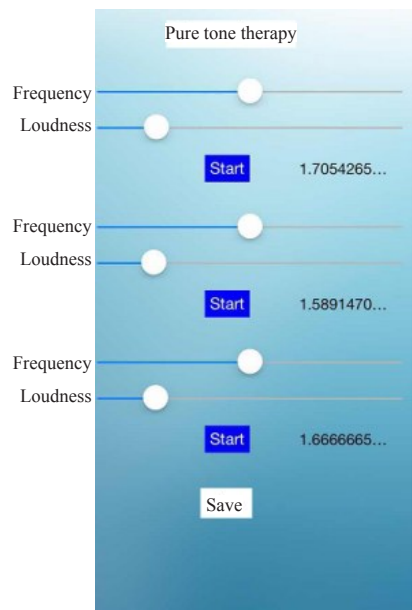 Pure tone therapy
Frequency
Loudness
Start 1.7054265...
Frequency
Loudness
Start 1.5891470...
Frequency
Loudness
Start 1.6666665...
Save